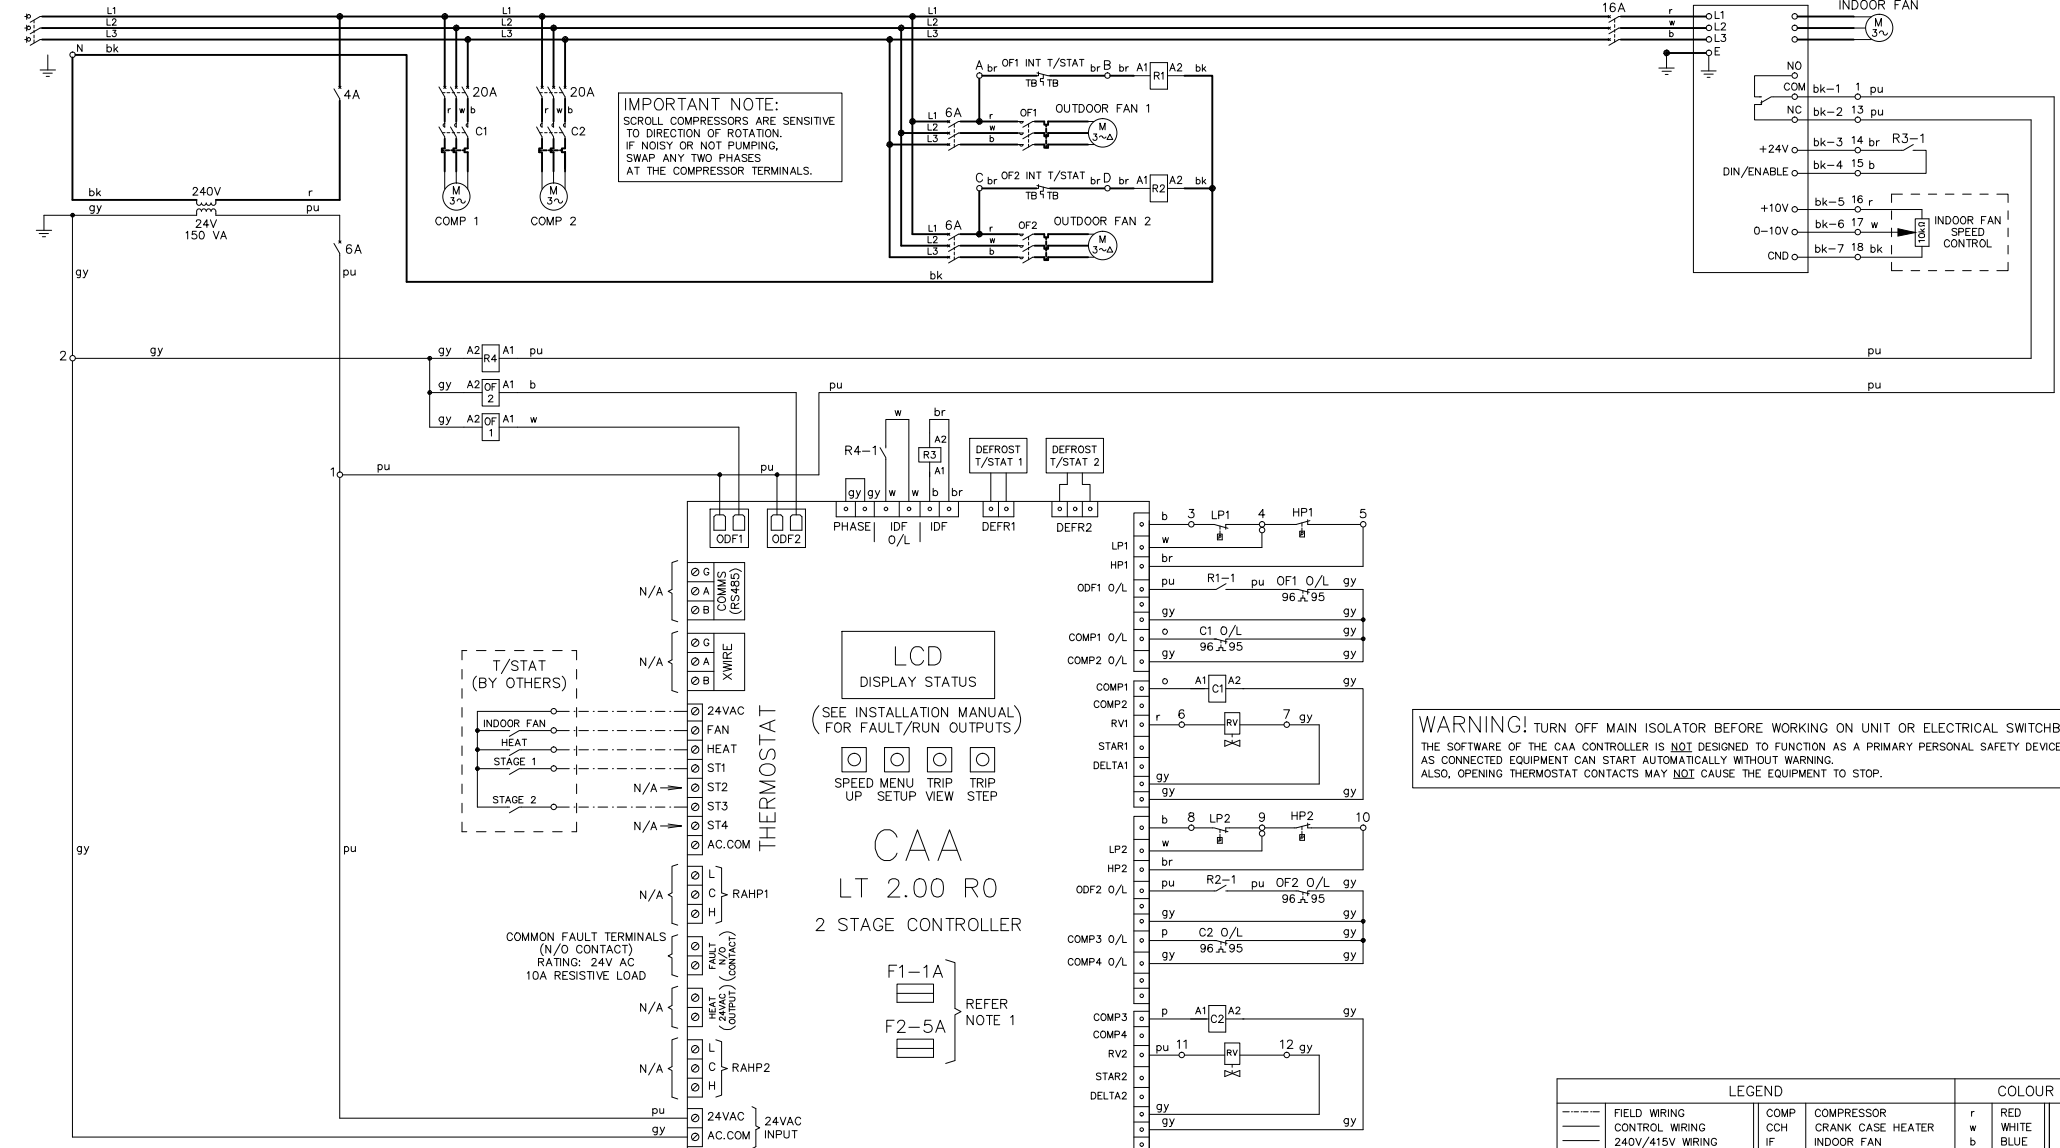 L1 L1 L1 16A r L1 INDOOR FAN
L2 L2 L2 w L2 M 3~
L3 L3 L3 b L3
N bk E
4A
20A 20A
r w b r w b
C1 C2
M 3~ M 3~
COMP 1 COMP 2
IMPORTANT NOTE:
SCROLL COMPRESSORS ARE SENSITIVE
TO DIRECTION OF ROTATION.
IF NOISY OR NOT PUMPING,
SWAP ANY TWO PHASES
AT THE COMPRESSOR TERMINALS.
A br OF1 INT T/STAT br B br A1 R1 A2 bk
TB TB
OUTDOOR FAN 1
L1 6A r OF1
L2 w M 3~Δ
L3 b
C br OF2 INT T/STAT br D br A1 R2 A2 bk
TB TB
OUTDOOR FAN 2
L1 6A r OF2
L2 w M 3~Δ
L3 b
bk
NO
COM bk-1 1 pu
NC bk-2 13 pu
+24V bk-3 14 br R3-1
DIN/ENABLE bk-4 15 b
+10V bk-5 16 r
0-10V bk-6 17 w
CND bk-7 18 bk
10kΩ
INDOOR FAN
SPEED
CONTROL
bk 240V r
gy pu
24V
150 VA
6A
gy pu
2 gy gy A2 R4 A1 pu pu
gy A2 OF 2 A1 b pu pu
gy A2 OF 1 A1 w
1 pu pu
w br
R4-1 A2
R3
A1
DEFROST
T/STAT 1
DEFROST
T/STAT 2
gy gy w w b br
ODF1 ODF2 PHASE IDF O/L IDF DEFR1 DEFR2
N/A G A B COMMS (RS485)
N/A G A B XWIRE
T/STAT
(BY OTHERS)
24VAC
INDOOR FAN FAN
HEAT HEAT
STAGE 1 ST1
N/A ST2
STAGE 2 ST3
N/A ST4
AC.COM
THERMOSTAT
LCD
DISPLAY STATUS
(SEE INSTALLATION MANUAL)
(FOR FAULT/RUN OUTPUTS)
SPEED UP
MENU SETUP
TRIP VIEW
TRIP STEP
CAA
LT 2.00 R0
2 STAGE CONTROLLER
F1-1A
F2-5A
REFER
NOTE 1
gy pu
N/A L C H RAHP1
COMMON FAULT TERMINALS
(N/O CONTACT)
RATING: 24V AC
10A RESISTIVE LOAD
FAULT (N/O CONTACT)
N/A HEAT (24VAC OUTPUT)
N/A L C H RAHP2
pu 24VAC
gy AC.COM
24VAC
INPUT
b 3 LP1 4 HP1 5
LP1 w
HP1 br
ODF1 O/L pu R1-1 pu OF1 O/L gy
96 95
gy gy
COMP1 O/L o C1 O/L gy
96 95
COMP2 O/L gy gy
COMP1 o A1 C1 A2 gy
COMP2
RV1 r 6 RV 7 gy
STAR1
DELTA1
gy
gy gy
b 8 LP2 9 HP2 10
LP2 w
HP2 br
ODF2 O/L pu R2-1 pu OF2 O/L gy
96 95
gy gy
COMP3 O/L p C2 O/L gy
96 95
COMP4 O/L gy gy
COMP3 p A1 C2 A2 gy
COMP4
RV2 pu 11 RV 12 gy
STAR2
DELTA2
gy
gy gy
WARNING! TURN OFF MAIN ISOLATOR BEFORE WORKING ON UNIT OR ELECTRICAL SWITCHB
THE SOFTWARE OF THE CAA CONTROLLER IS NOT DESIGNED TO FUNCTION AS A PRIMARY PERSONAL SAFETY DEVICE
AS CONNECTED EQUIPMENT CAN START AUTOMATICALLY WITHOUT WARNING.
ALSO, OPENING THERMOSTAT CONTACTS MAY NOT CAUSE THE EQUIPMENT TO STOP.
LEGEND COLOUR
FIELD WIRING COMP COMPRESSOR r RED
CONTROL WIRING CCH CRANK CASE HEATER w WHITE
240V/415V WIRING IF INDOOR FAN b BLUE